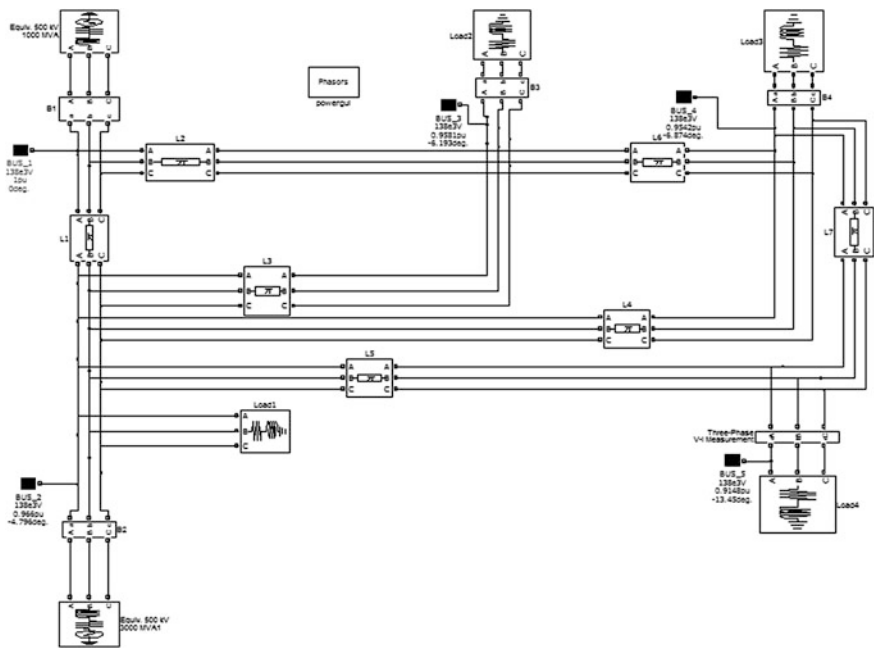 Equiv. 500 kV
1000 MVA
A B C
B1
A B C
a b c
BUS_1
138e3V
1pu
0deg.
L2
A A
B B
C C
Phasors
powergui
Load2
A B C
B3
BUS_3
138e3V
0.9581pu
-6.193deg.
Load3
A B C
B4
BUS_4
138e3V
0.9542pu
-6.874deg.
L6
A A
B B
C C
L1
A B C
A B C
L7
A B C
A B C
L3
A A
B B
C C
L4
A A
B B
C C
L5
A A
B B
C C
Load1
A
B
C
Three-Phase
V-I Measurement
BUS_5
138e3V
0.9148pu
-13.45deg.
A B C
Load4
BUS_2
138e3V
0.966pu
-4.796deg.
B2
A B C
Equiv. 500 kV
3000 MVA1